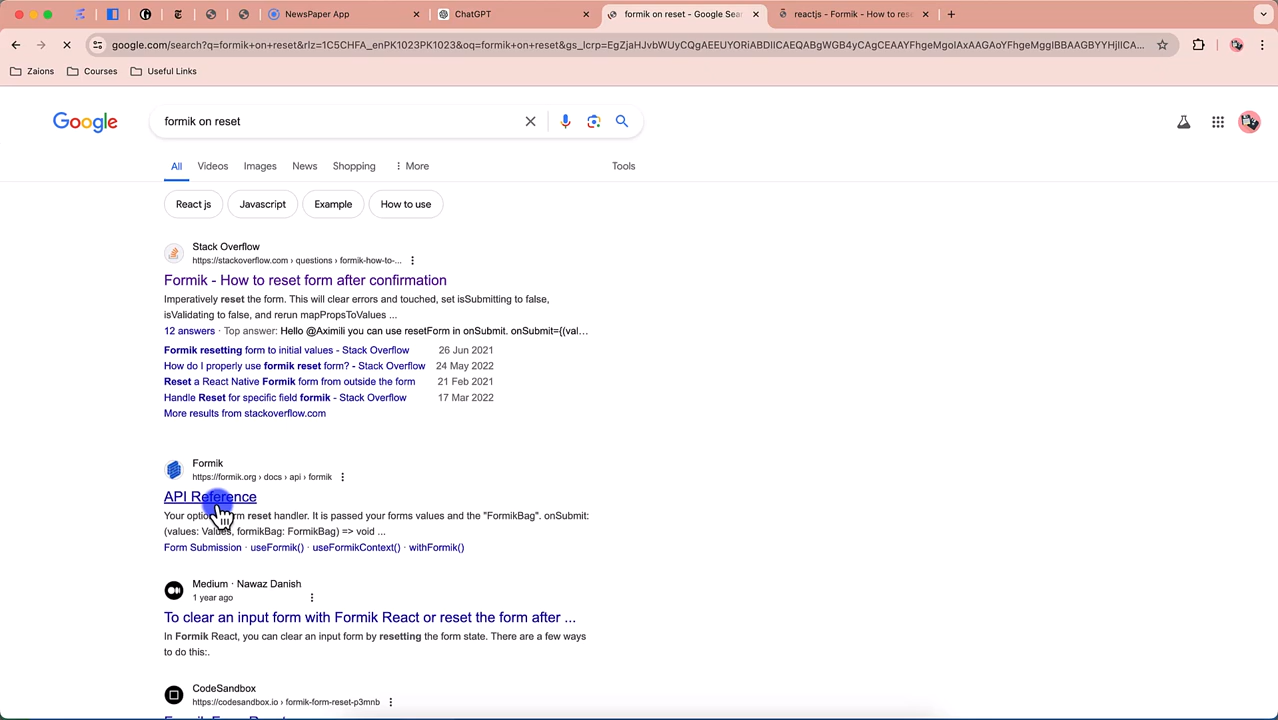 NewsPaper App
ChatGPT
formik on reset - Google Sear
reactjs - Formik - How to rese
google.com/search?q=formik+on+reset&rlz=1C5CHFA_enPK1023PK1023&oq=formik+on+reset&gs_lcrp=EgZjaHJvbWUyCQgAEEUYORiABDIICAEQABgWGB4yCAgCEAAYFhgeMgoIAxAAGAoYFhgeMggIBBAAGBYYHjIICA...
Zaions
Courses
Useful Links
Google
formik on reset
All
Videos
Images
News
Shopping
More
Tools
React js
Javascript
Example
How to use
Stack Overflow
https://stackoverflow.com › questions › formik-how-to-...
Formik - How to reset form after confirmation
Imperatively reset the form. This will clear errors and touched, set isSubmitting to false,
isValidating to false, and rerun mapPropsToValues ...
12 answers · Top answer: Hello @Aximili you can use resetForm in onSubmit. onSubmit={(val...
Formik resetting form to initial values - Stack Overflow 26 Jun 2021
How do I properly use formik reset form? - Stack Overflow 24 May 2022
Reset a React Native Formik form from outside the form 21 Feb 2021
Handle Reset for specific field formik - Stack Overflow 17 Mar 2022
More results from stackoverflow.com
Formik
https://formik.org › docs › api › formik
API Reference
Your optional form reset handler. It is passed your forms values and the "FormikBag". onSubmit:
(values: Values, formikBag: FormikBag) => void ...
Form Submission · useFormik() · useFormikContext() · withFormik()
Medium · Nawaz Danish
1 year ago
To clear an input form with Formik React or reset the form after ...
In Formik React, you can clear an input form by resetting the form state. There are a few ways
to do this:.
CodeSandbox
https://codesandbox.io › formik-form-reset-p3mnb
Formik Form Reset